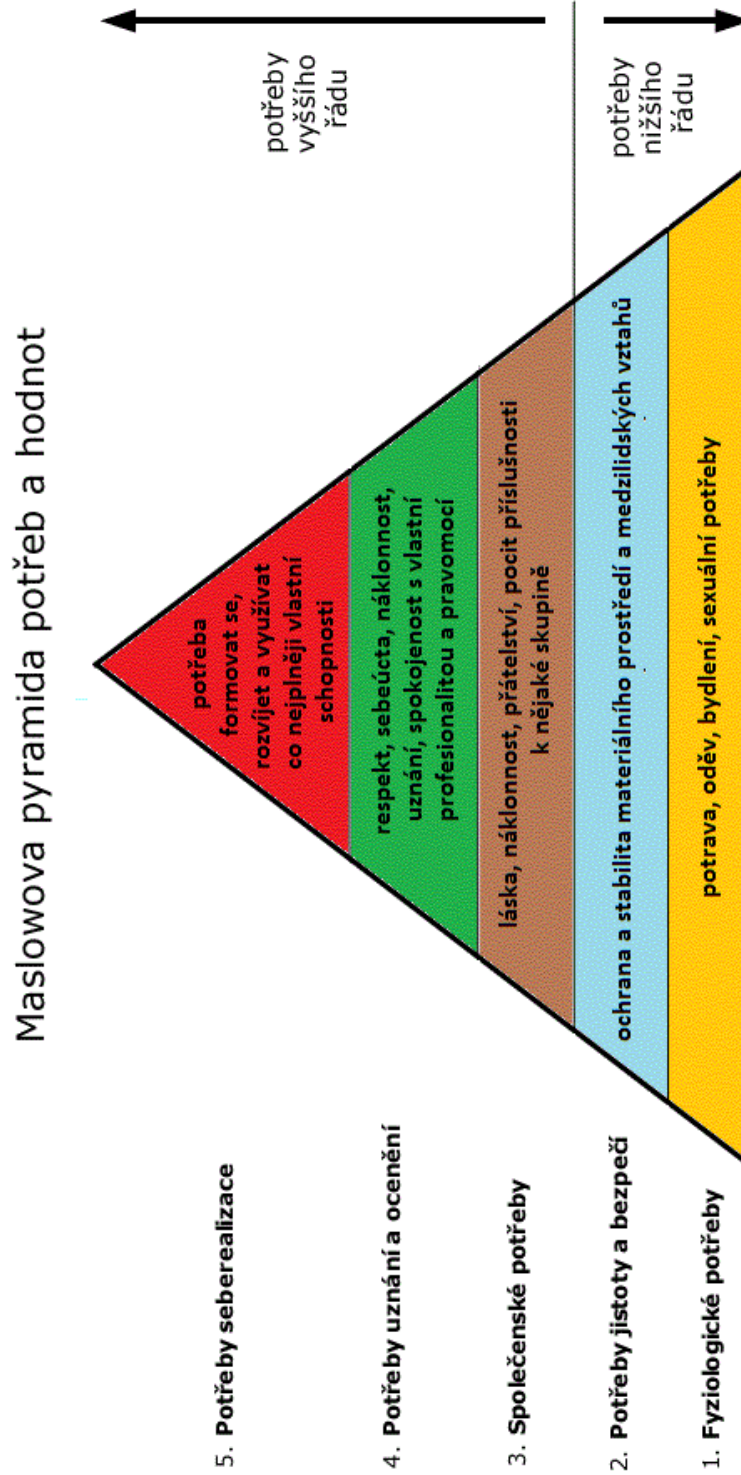 Maslowova pyramida potřeb a hodnot
5. Potřeby seberealizace
potřeba
formovat se,
rozvíjet a využívat
co nejplněji vlastní
schopnosti
potřeby
vyššího
řádu
4. Potřeby uznání a ocenění
respekt, sebeúcta, náklonnost,
uznání, spokojenost s vlastní
profesionalitou a pravomocí
3. Společenské potřeby
láska, náklonnost, přátelství, pocit příslušnosti
k nějaké skupině
2. Potřeby jistoty a bezpečí
ochrana a stabilita materiálního prostředí a medzilidských vztahů
potřeby
nižšího
řádu
1. Fyziologické potřeby
potrava, oděv, bydlení, sexuální potřeby